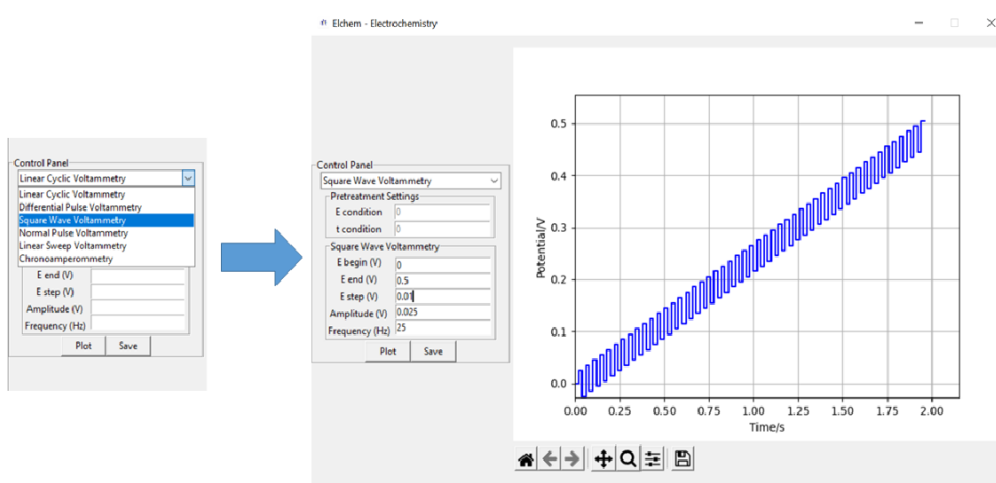 Control Panel
Linear Cyclic Voltammetry
Linear Cyclic Voltammetry
Differential Pulse Voltammetry
Square Wave Voltammetry
Normal Pulse Voltammetry
Linear Sweep Voltammetry
Chronoamperommetry
E end (V)
E step (V)
Amplitude (V)
Frequency (Hz)
Plot Save
Elchem - Electrochemistry
Control Panel
Square Wave Voltammetry
Pretreatment Settings
E condition 0
t condition 0
Square Wave Voltammetry
E begin (V) 0
E end (V) 0.5
E step (V) 0.01
Amplitude (V) 0.025
Frequency (Hz) 25
Plot Save
Potential/V
0.5
0.4
0.3
0.2
0.1
0.0
0.00 0.25 0.50 0.75 1.00 1.25 1.50 1.75 2.00
Time/s